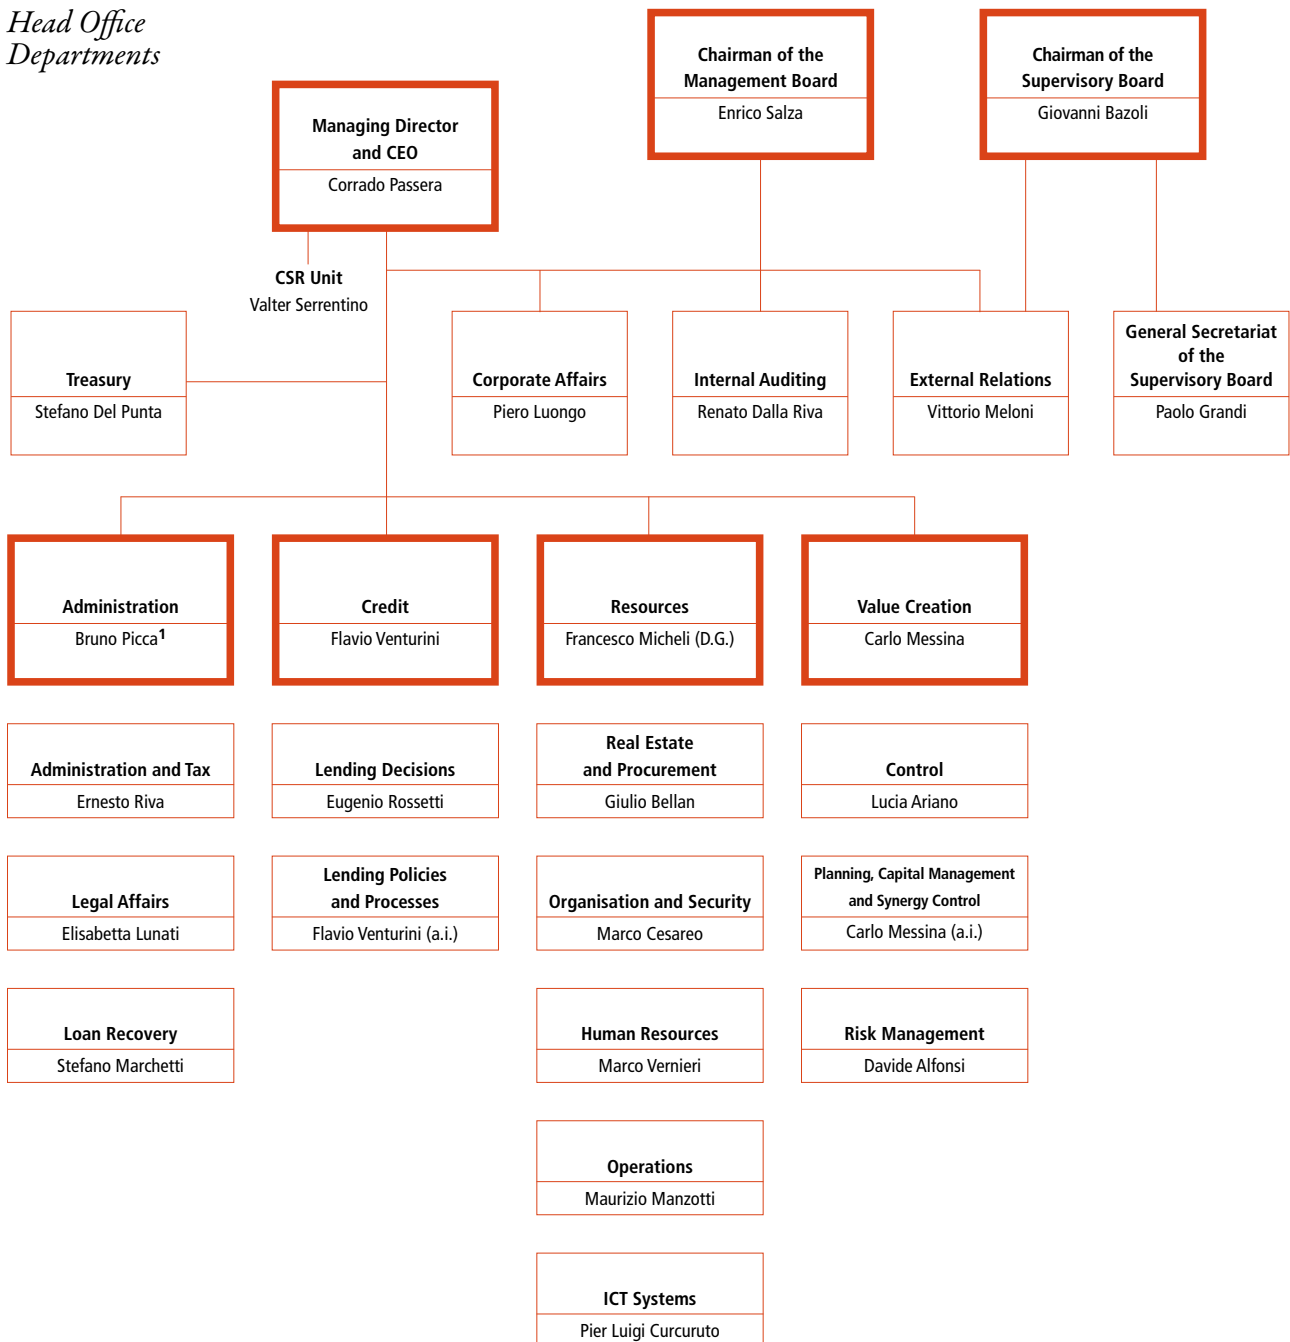 Head Office
Departments
Chairman of the
Management Board
Enrico Salza
Chairman of the
Supervisory Board
Giovanni Bazoli
Managing Director
and CEO
Corrado Passera
CSR Unit
Valter Serrentino
Treasury
Stefano Del Punta
Corporate Affairs
Piero Luongo
Internal Auditing
Renato Dalla Riva
External Relations
Vittorio Meloni
General Secretariat
of the
Supervisory Board
Paolo Grandi
Administration
Bruno Picca1
Credit
Flavio Venturini
Resources
Francesco Micheli (D.G.)
Value Creation
Carlo Messina
Administration and Tax
Ernesto Riva
Lending Decisions
Eugenio Rossetti
Real Estate
and Procurement
Giulio Bellan
Control
Lucia Ariano
Legal Affairs
Elisabetta Lunati
Lending Policies
and Processes
Flavio Venturini (a.i.)
Organisation and Security
Marco Cesareo
Planning, Capital Management
and Synergy Control
Carlo Messina (a.i.)
Loan Recovery
Stefano Marchetti
Human Resources
Marco Vernieri
Risk Management
Davide Alfonsi
Operations
Maurizio Manzotti
ICT Systems
Pier Luigi Curcuruto